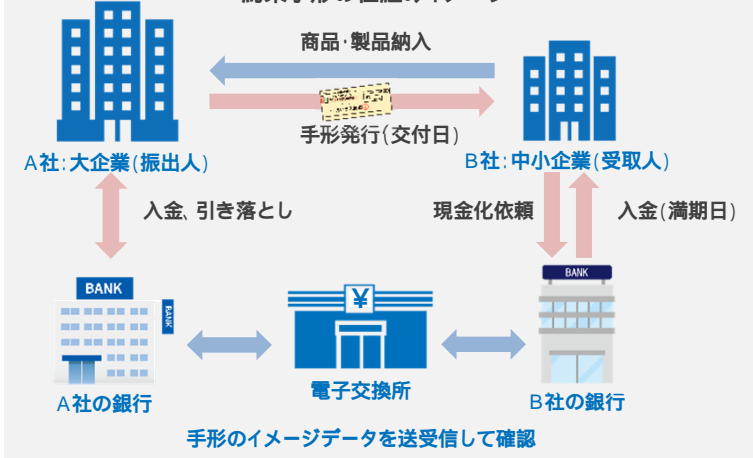 商品・製品納入
手形発行(交付日)
A社:大企業(振出人)
B社:中小企業(受取人)
入金、引き落とし
現金化依頼
入金(満期日)
BANK
BANK
BANK
¥
A社の銀行
電子交換所
B社の銀行
手形のイメージデータを送受信して確認